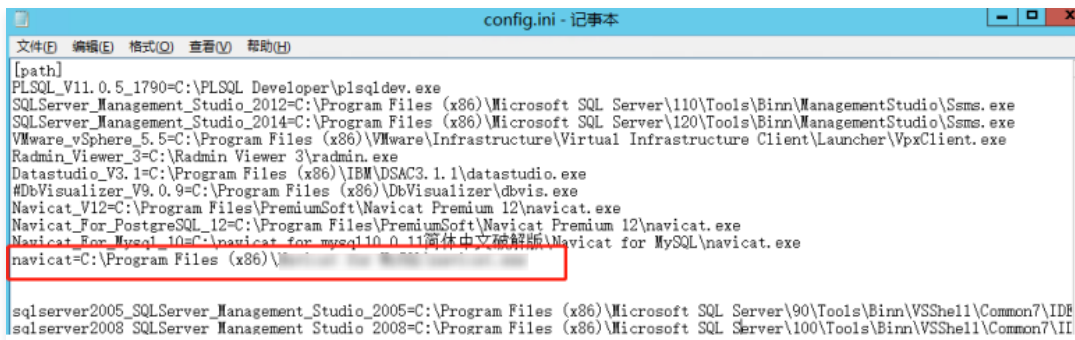 config.ini - 记事本
文件(F) 编辑(E) 格式(O) 查看(V) 帮助(H)
[path]
PLSQL_V11.0.5_1790=C:\PLSQL Developer\plsqldev.exe
SQLServer_Management_Studio_2012=C:\Program Files (x86)\Microsoft SQL Server\110\Tools\Binn\ManagementStudio\Ssms.exe
SQLServer_Management_Studio_2014=C:\Program Files (x86)\Microsoft SQL Server\120\Tools\Binn\ManagementStudio\Ssms.exe
VMware_vSphere_5.5=C:\Program Files (x86)\VMware\Infrastructure\Virtual Infrastructure Client\Launcher\VpxClient.exe
Radmin_Viewer_3=C:\Radmin Viewer 3\radmin.exe
Datastudio_V3.1=C:\Program Files (x86)\IBM\DSAC3.1.1\datastudio.exe
#DbVisualizer_V9.0.9=C:\Program Files (x86)\DbVisualizer\dbvis.exe
Navicat_V12=C:\Program Files\PremiumSoft\Navicat Premium 12\navicat.exe
Navicat_For_PostgreSQL_12=C:\Program Files\PremiumSoft\Navicat Premium 12\navicat.exe
Navicat_For_Mysql_10=C:\navicat_for_mysql10.0.11简体中文破解版\Navicat for MySQL\navicat.exe
navicat=C:\Program Files (x86)\
sqlserver2005_SQLServer_Management_Studio_2005=C:\Program Files (x86)\Microsoft SQL Server\90\Tools\Binn\VSShell\Common7\IDE
sqlserver2008_SQLServer_Management_Studio_2008=C:\Program Files (x86)\Microsoft SQL Server\100\Tools\Binn\VSShell\Common7\II